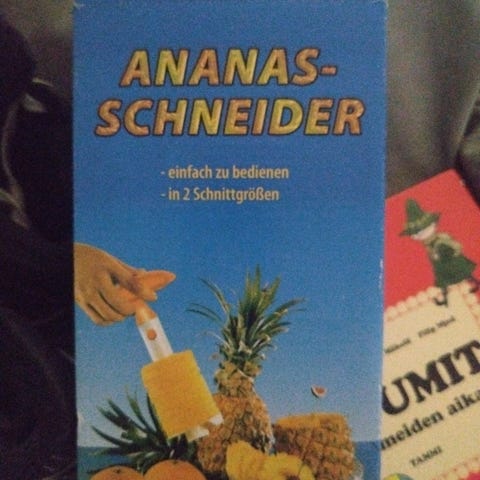 ANANAS-
SCHNEIDER
- einfach zu bedienen
- in 2 Schnittgrößen
UMIT
meiden aika
TAMMI